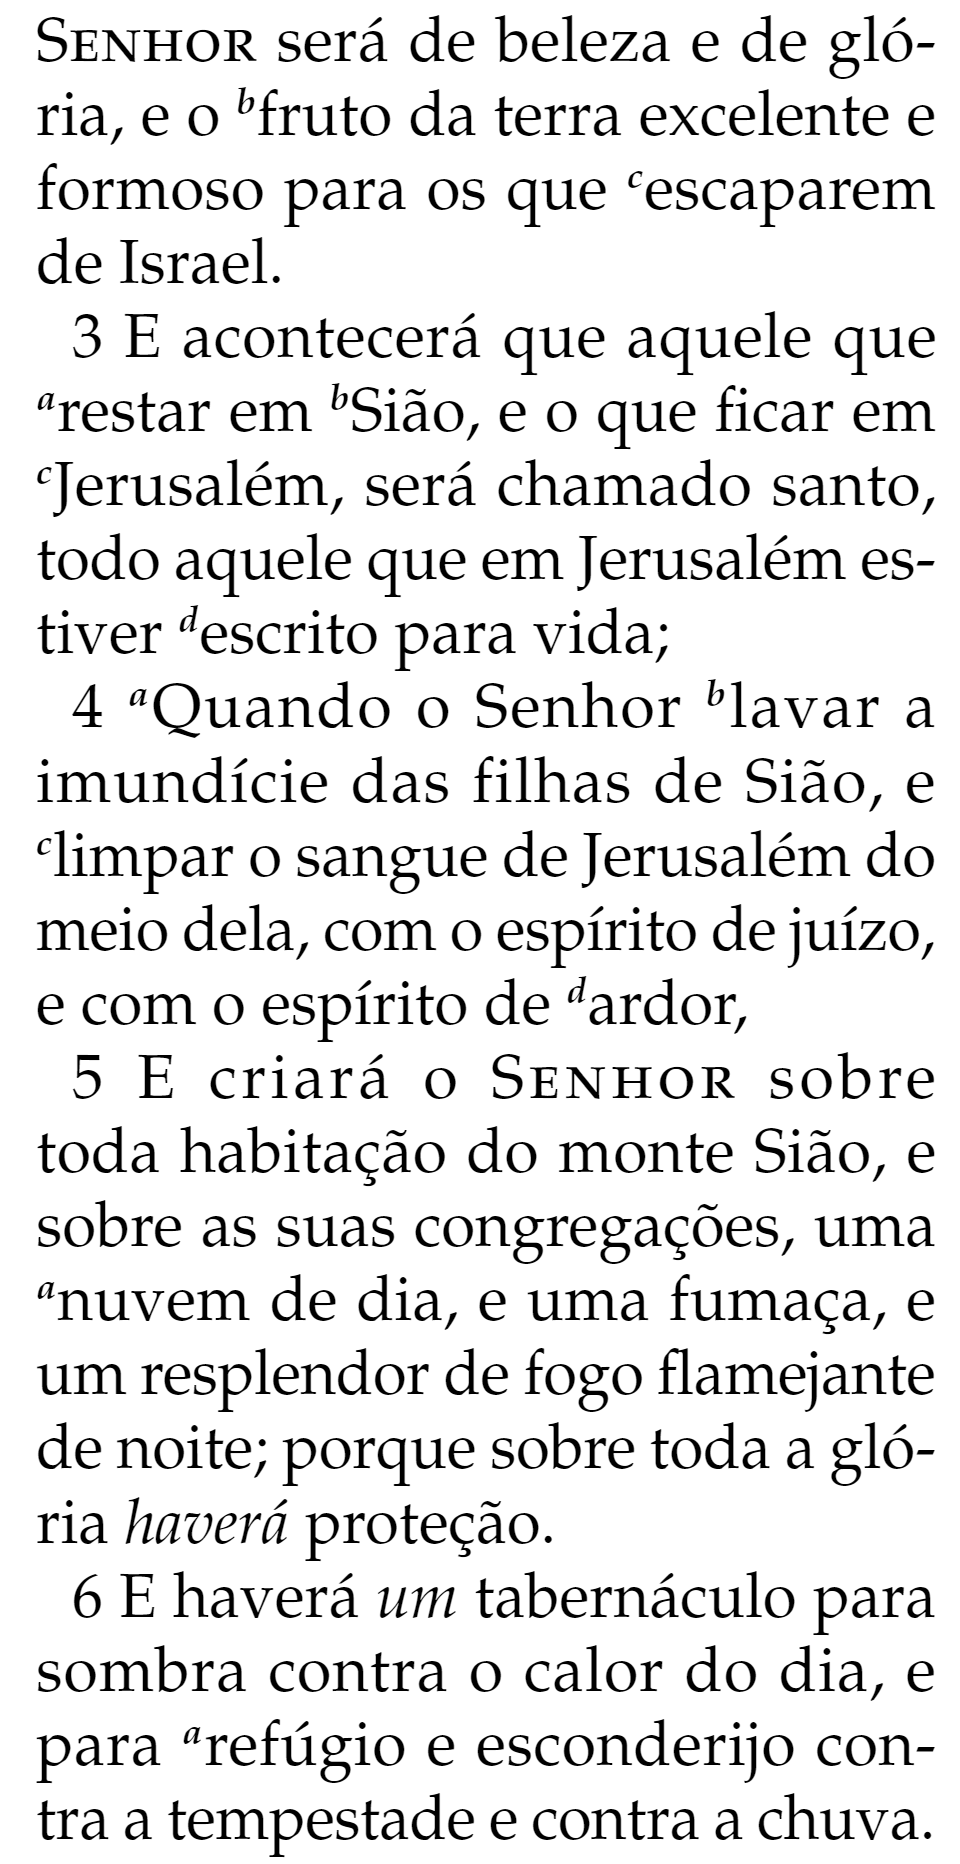 SENHOR será de beleza e de gló-
ria, e o bfruto da terra excelente e
formoso para os que cescaparem
de Israel.
3 E acontecerá que aquele que
arestar em bSião, e o que ficar em
cJerusalém, será chamado santo,
todo aquele que em Jerusalém es-
tiver descrito para vida;
4 aQuando o Senhor blavar a
imundície das filhas de Sião, e
climpar o sangue de Jerusalém do
meio dela, com o espírito de juízo,
e com o espírito de dardor,
5 E criará o SENHOR sobre
toda habitação do monte Sião, e
sobre as suas congregações, uma
anuvem de dia, e uma fumaça, e
um resplendor de fogo flamejante
de noite; porque sobre toda a gló-
ria haverá proteção.
6 E haverá um tabernáculo para
sombra contra o calor do dia, e
para arefúgio e esconderijo con-
tra a tempestade e contra a chuva.